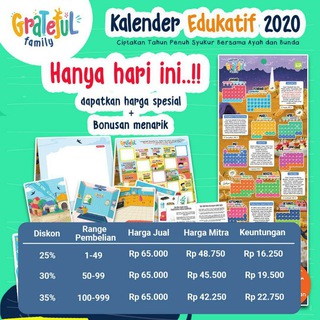 Grateful
family
Kalender Edukatif 2020
Ciptakan Tahun Penuh Syukur Bersama Ayah dan Bunda
Hanya hari ini..!!
dapatkan harga spesial
+
Bonusan menarik
Diskon Range Pembelian Harga Jual Harga Mitra Keuntungan
25% 1-49 Rp 65.000 Rp 48.750 Rp 16.250
30% 50-99 Rp 65.000 Rp 45.500 Rp 19.500
35% 100-999 Rp 65.000 Rp 42.250 Rp 22.750